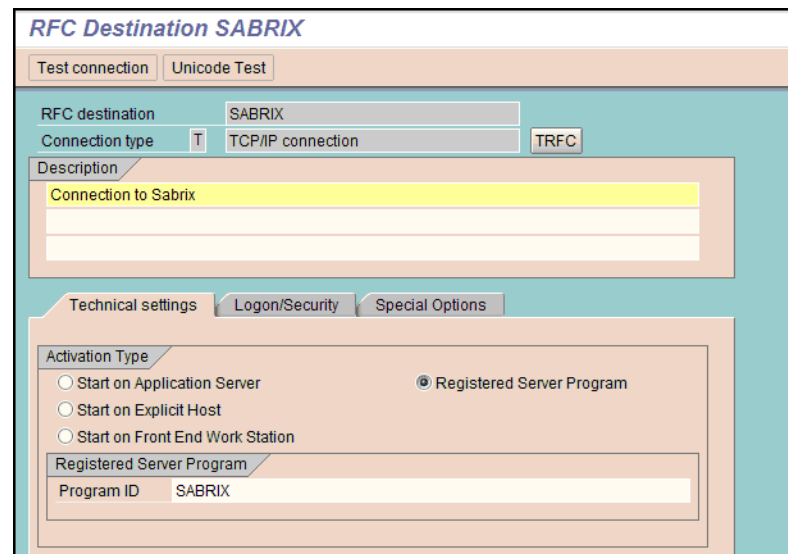 RFC Destination SABRIX
Test connection Unicode Test
RFC destination SABRIX
Connection type T TCP/IP connection TRFC
Description
Connection to Sabrix
Technical settings Logon/Security Special Options
Activation Type
Start on Application Server Registered Server Program
Start on Explicit Host
Start on Front End Work Station
Registered Server Program
Program ID SABRIX